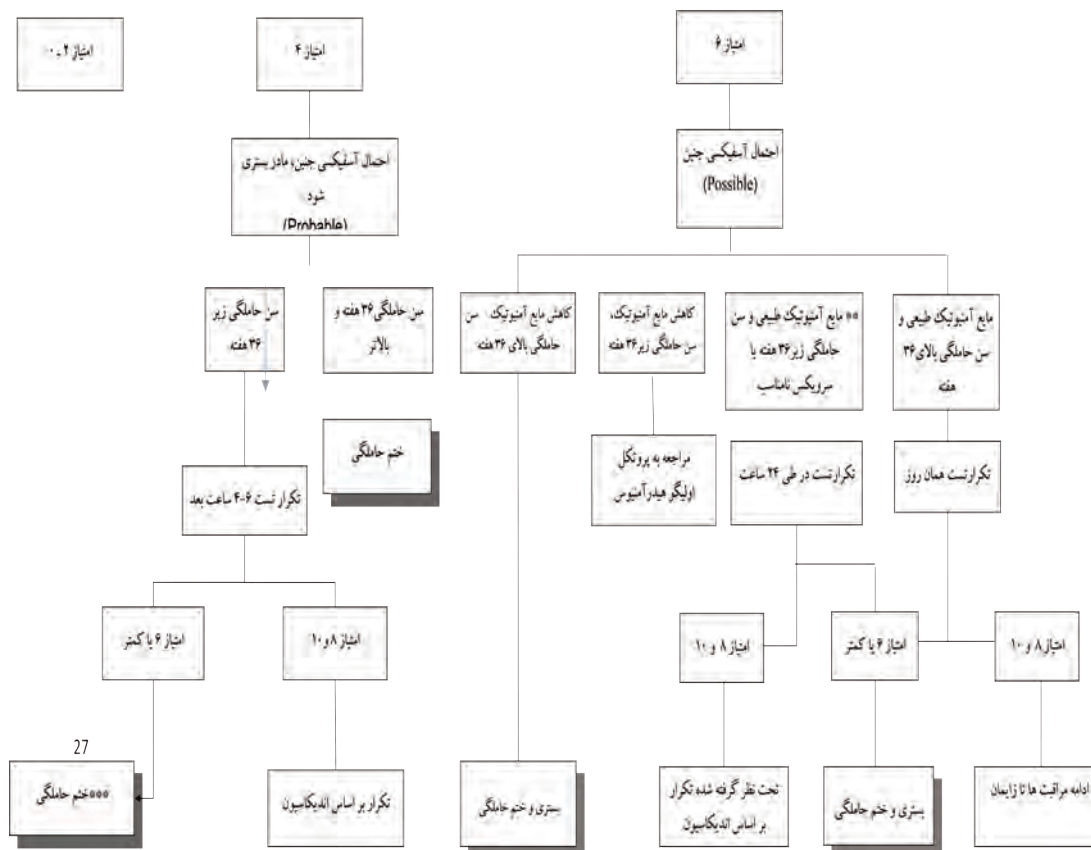 امتیاز ۶
امتیاز ۴
امتیاز ۲-۰
احتمال آسفیکسی جنین
(Possible)
احتمال آسفیکسی جنین، مادر بستری
شود
(Probable)
مایع آمنیوتیک طبیعی و
سن حاملگی بالای ۳۶
هفته
** مایع آمنیوتیک طبیعی و سن
حاملگی زیر ۳۶ هفته یا
سرویکس نامناسب
کاهش مایع آمنیوتیک،
سن حاملگی زیر ۳۶ هفته
کاهش مایع آمنیوتیک سن
حاملگی بالای ۳۶ هفته
سن حاملگی ۳۶ هفته و
بالاتر
سن حاملگی زیر
۳۶ هفته
تکرار تست همان روز
تکرار تست در طی ۲۴ ساعت
مراجعه به پروتکل
اولیگو هیدرآمنیوس
ختم حاملگی
تکرار تست ۶-۴ ساعت بعد
امتیاز ۸ و ۱۰
امتیاز ۶ یا کمتر
امتیاز ۸ و ۱۰
امتیاز ۸ و ۱۰
امتیاز ۶ یا کمتر
ادامه مراقبت ها تا زایمان
بستری و ختم حاملگی
تحت نظر گرفته شده تکرار
بر اساس اندیکاسیون
بستری و ختم حاملگی
تکرار بر اساس اندیکاسیون
***ختم حاملگی
27